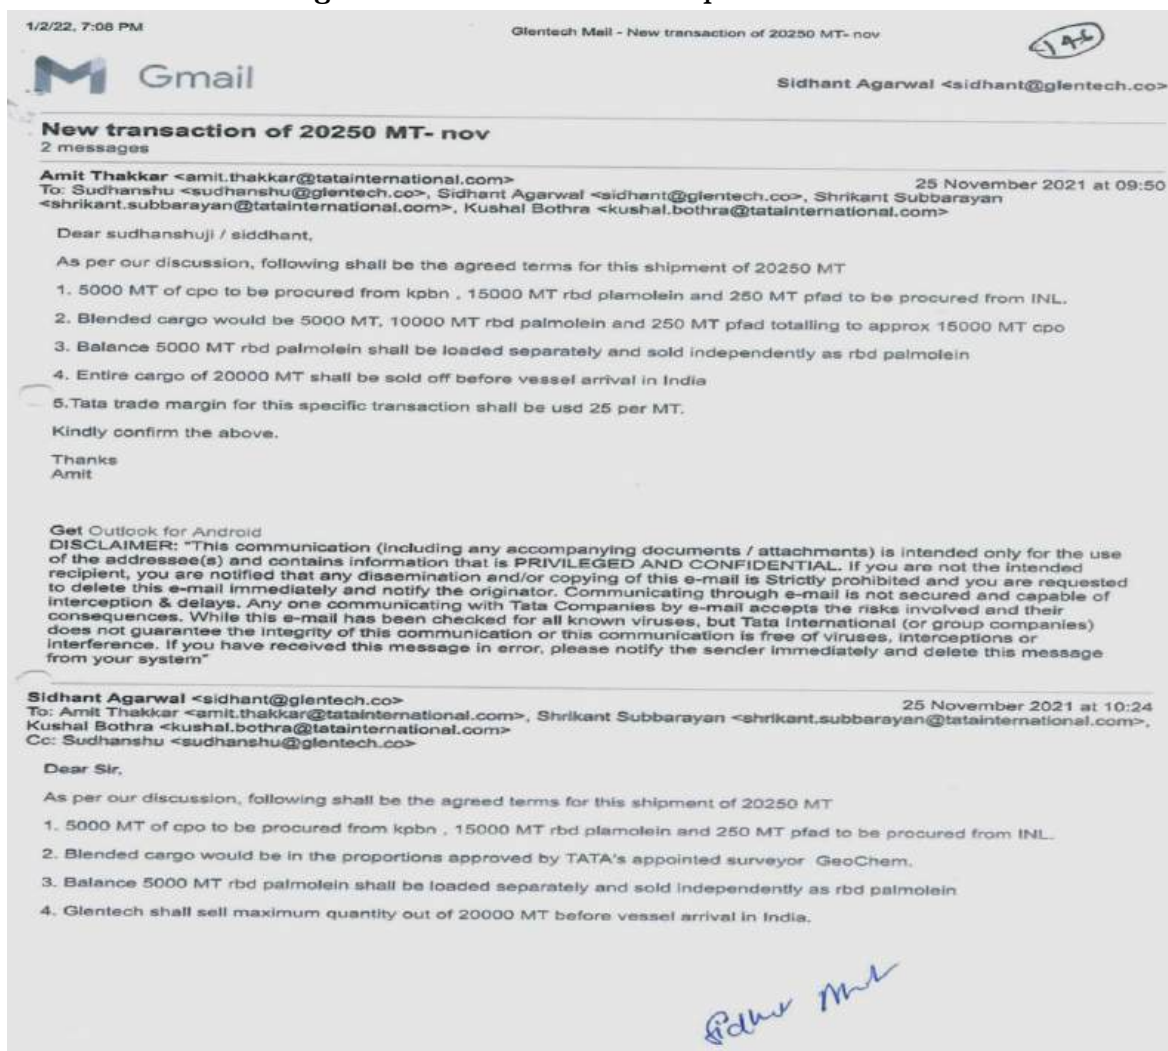 1/2/22, 7:08 PM
Glentech Mail - New transaction of 20250 MT- nov
146
Gmail
Sidhant Agarwal <sidhant@glentech.co>
New transaction of 20250 MT- nov
2 messages
Amit Thakkar <amit.thakkar@tatainternational.com>
25 November 2021 at 09:50
To: Sudhanshu <sudhanshu@glentech.co>, Sidhant Agarwal <sidhant@glentech.co>, Shrikant Subbarayan
<shrikant.subbarayan@tatainternational.com>, Kushal Bothra <kushal.bothra@tatainternational.com>
Dear sudhanshuji / siddhant,
As per our discussion, following shall be the agreed terms for this shipment of 20250 MT
1. 5000 MT of cpo to be procured from kpbn , 15000 MT rbd plamolein and 250 MT pfad to be procured from INL.
2. Blended cargo would be 5000 MT, 10000 MT rbd palmolein and 250 MT pfad totalling to approx 15000 MT cpo
3. Balance 5000 MT rbd palmolein shall be loaded separately and sold independently as rbd palmolein
4. Entire cargo of 20000 MT shall be sold off before vessel arrival in India
5.Tata trade margin for this specific transaction shall be usd 25 per MT.
Kindly confirm the above.
Thanks
Amit
Get Outlook for Android
DISCLAIMER: "This communication (including any accompanying documents / attachments) is intended only for the use
of the addressee(s) and contains information that is PRIVILEGED AND CONFIDENTIAL. If you are not the intended
recipient, you are notified that any dissemination and/or copying of this e-mail is Strictly prohibited and you are requested
to delete this e-mail immediately and notify the originator. Communicating through e-mail is not secured and capable of
interception & delays. Any one communicating with Tata Companies by e-mail accepts the risks involved and their
consequences. While this e-mail has been checked for all known viruses, but Tata International (or group companies)
does not guarantee the integrity of this communication or this communication is free of viruses, interceptions or
interference. If you have received this message in error, please notify the sender immediately and delete this message
from your system"
Sidhant Agarwal <sidhant@glentech.co>
25 November 2021 at 10:24
To: Amit Thakkar <amit.thakkar@tatainternational.com>, Shrikant Subbarayan <shrikant.subbarayan@tatainternational.com>,
Kushal Bothra <kushal.bothra@tatainternational.com>
Cc: Sudhanshu <sudhanshu@glentech.co>
Dear Sir,
As per our discussion, following shall be the agreed terms for this shipment of 20250 MT
1. 5000 MT of cpo to be procured from kpbn , 15000 MT rbd plamolein and 250 MT pfad to be procured from INL.
2. Blended cargo would be in the proportions approved by TATA's appointed surveyor GeoChem.
3. Balance 5000 MT rbd palmolein shall be loaded separately and sold independently as rbd palmolein
4. Glentech shall sell maximum quantity out of 20000 MT before vessel arrival in India.